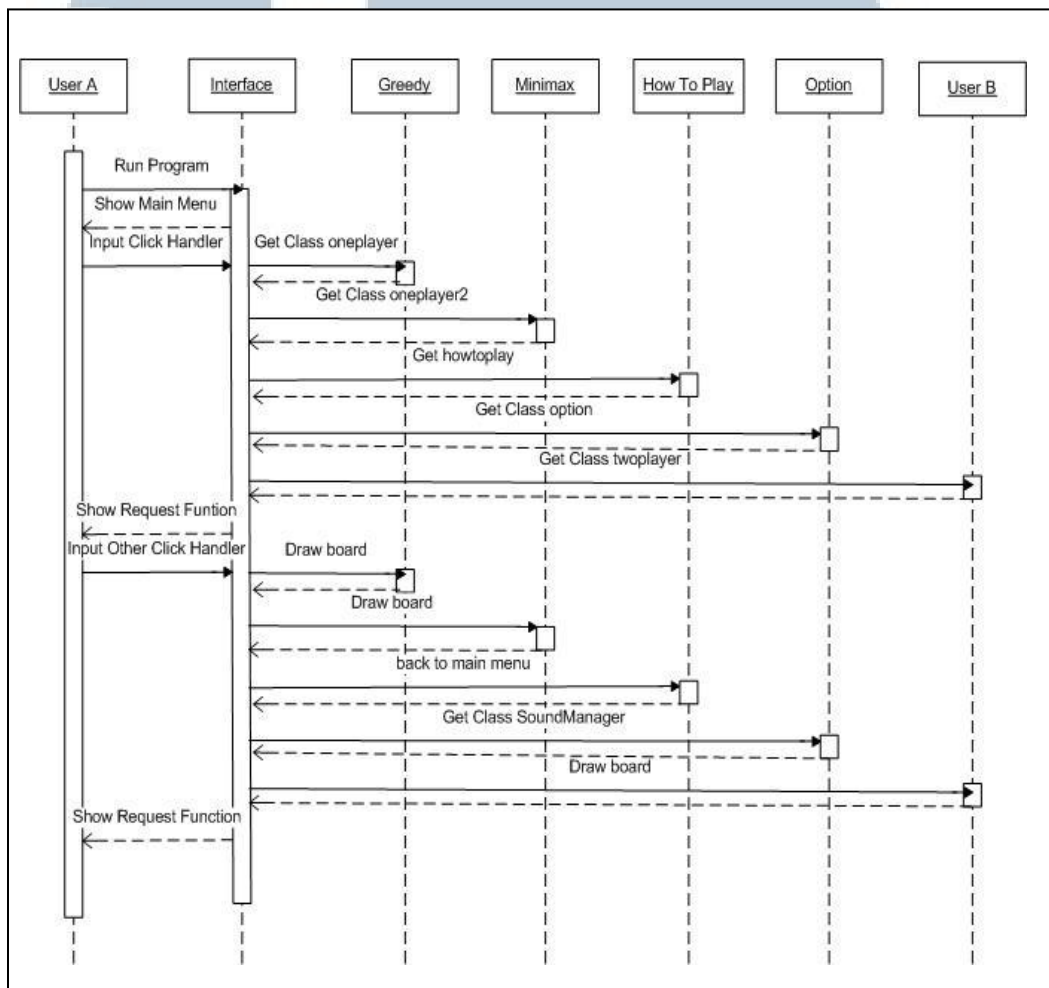 User A
Interface
Greedy
Minimax
How To Play
Option
User B
Run Program
Show Main Menu
Input Click Handler
Get Class oneplayer
Get Class oneplayer2
Get howtoplay
Get Class option
Get Class twoplayer
Show Request Funtion
Input Other Click Handler
Draw board
Draw board
back to main menu
Get Class SoundManager
Draw board
Show Request Function